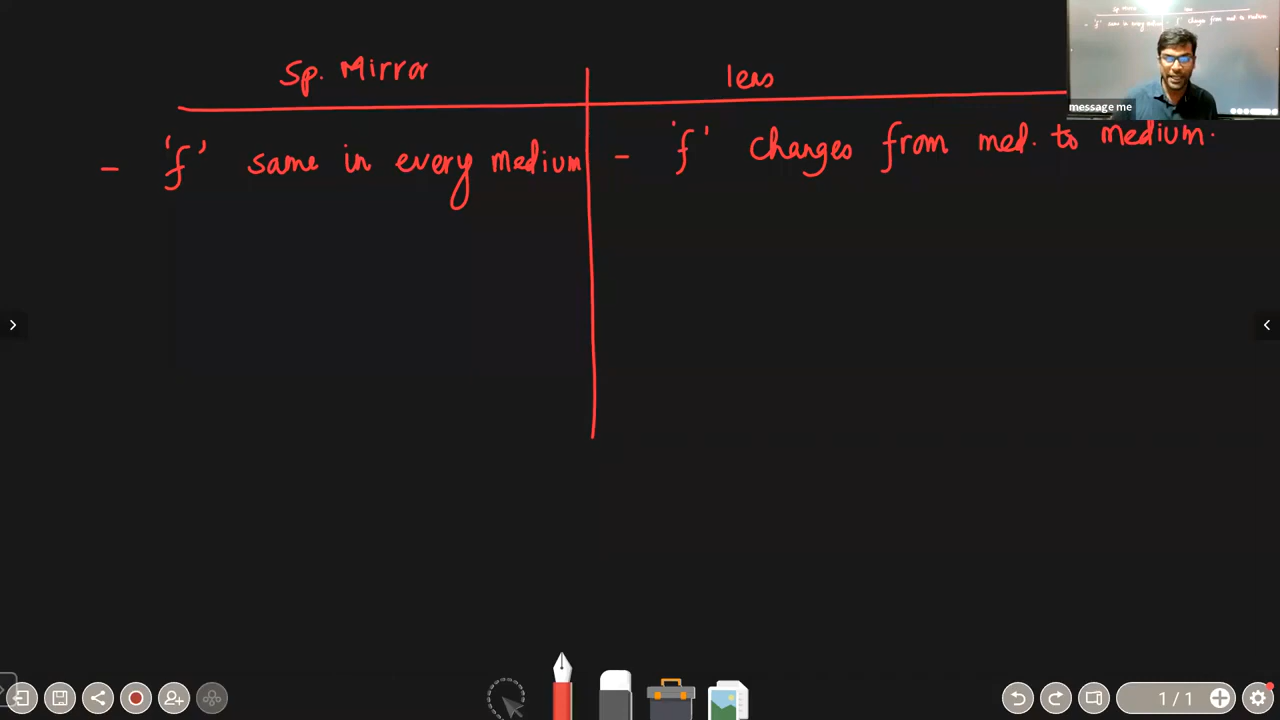 Sp. Mirror
lens
- 'f' same in every medium
- 'f' changes from med. to medium.
message me
1/1